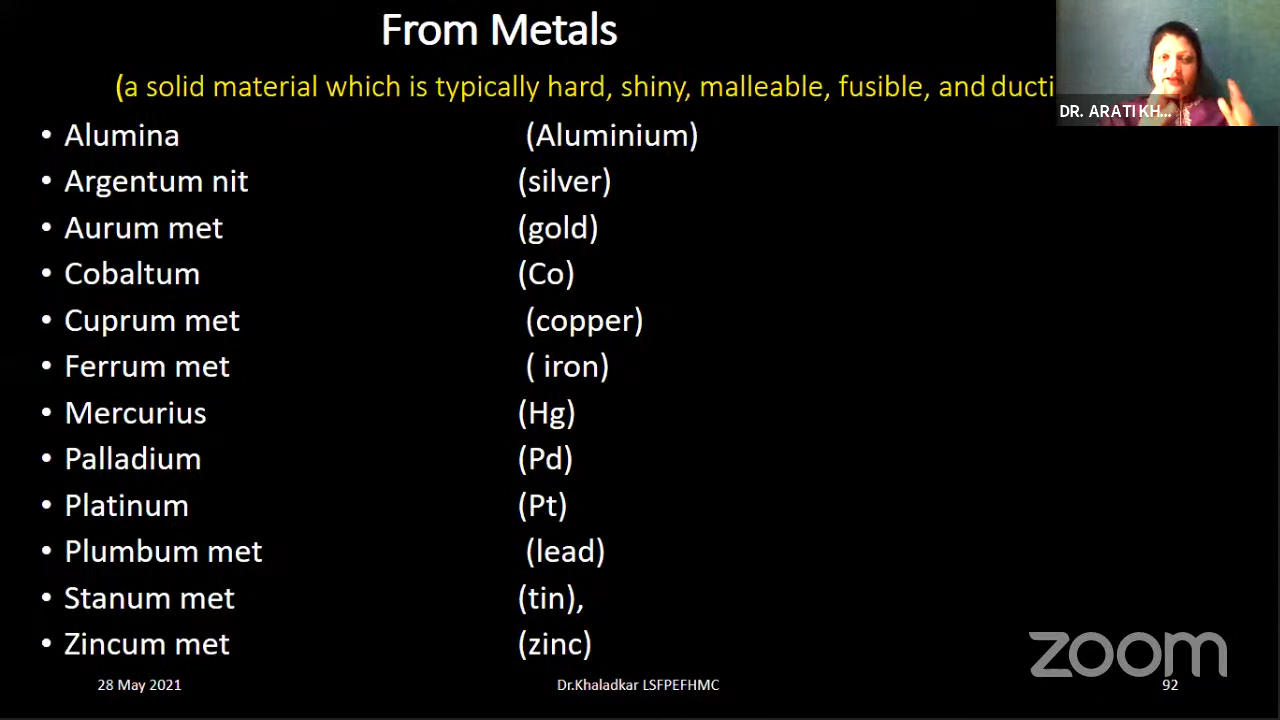 From Metals
(a solid material which is typically hard, shiny, malleable, fusible, and ducti
DR. ARATI KH...
• Alumina (Aluminium)
• Argentum nit (silver)
• Aurum met (gold)
• Cobaltum (Co)
• Cuprum met (copper)
• Ferrum met ( iron)
• Mercurius (Hg)
• Palladium (Pd)
• Platinum (Pt)
• Plumbum met (lead)
• Stanum met (tin),
• Zincum met (zinc)
zoom
28 May 2021 Dr.Khaladkar LSFPEFHMC 92